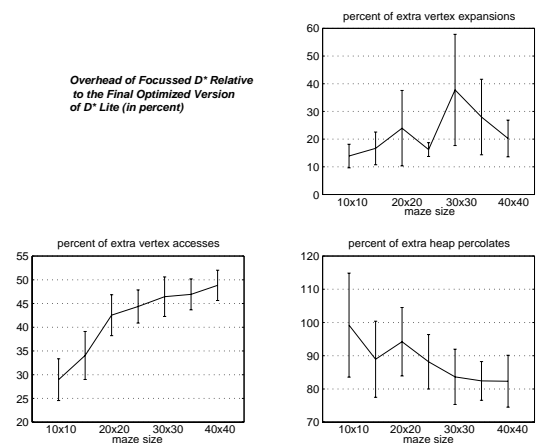 percent of extra vertex expansions
60
50
40
30
20
10
0
10x10 20x20 30x30 40x40
maze size
Overhead of Focussed D* Relative
to the Final Optimized Version
of D* Lite (in percent)
percent of extra vertex accesses
55
50
45
40
35
30
25
20
10x10 20x20 30x30 40x40
maze size
percent of extra heap percolates
120
110
100
90
80
70
10x10 20x20 30x30 40x40
maze size